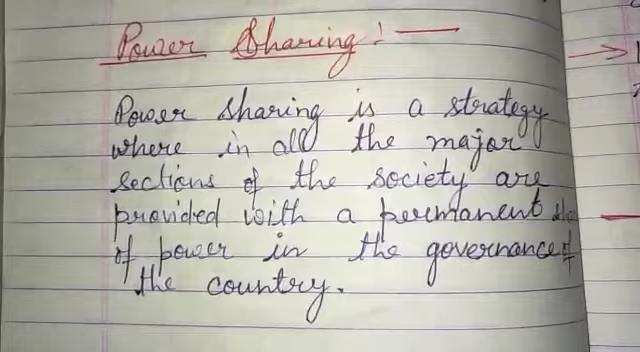 Power Sharing :—
Power sharing is a strategy
where in all the major
sections of the society are
provided with a permanent
of power in the governance of
the country.